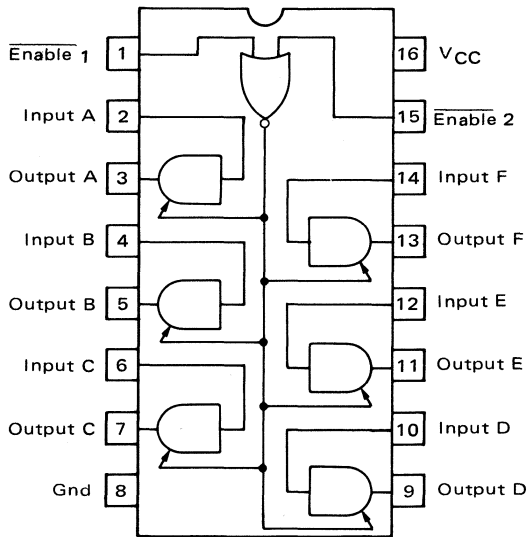 Enable 1 1
Input A 2
Output A 3
Input B 4
Output B 5
Input C 6
Output C 7
Gnd 8
16 VCC
15 Enable 2
14 Input F
13 Output F
12 Input E
11 Output E
10 Input D
9 Output D